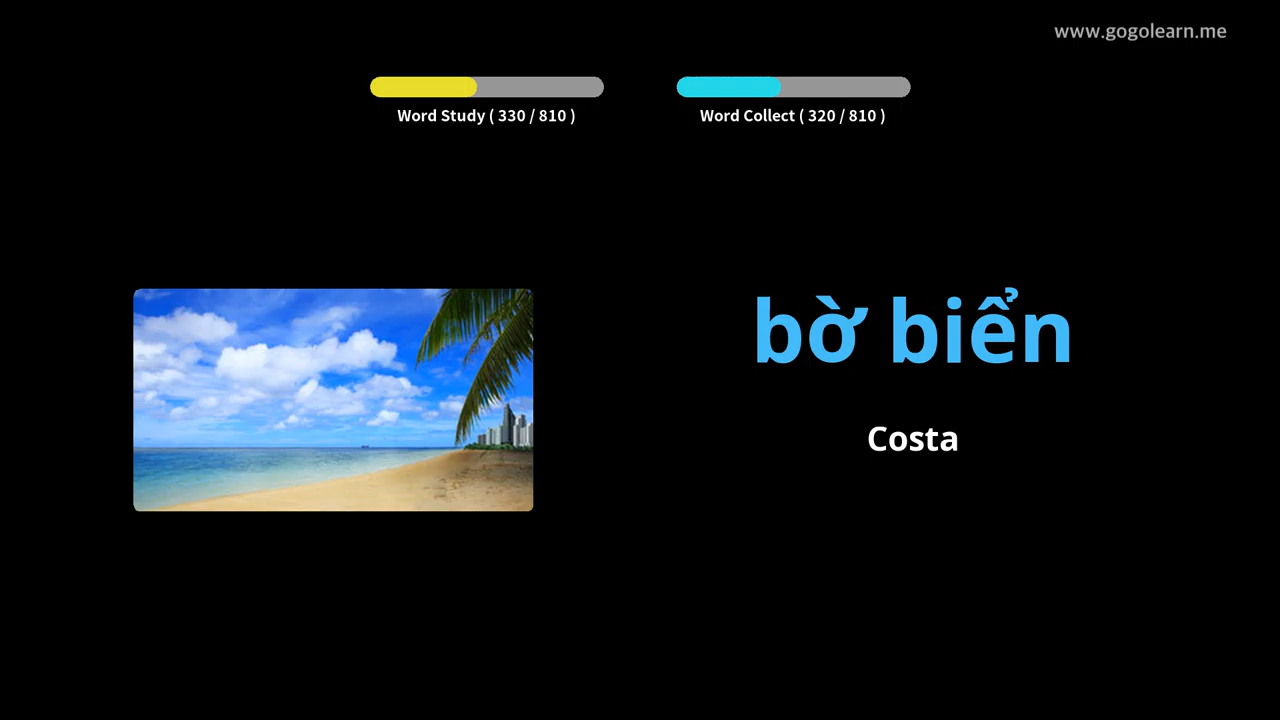 www.gogolearn.me
Word Study ( 330 / 810 )
Word Collect ( 320 / 810 )
bờ biển
Costa